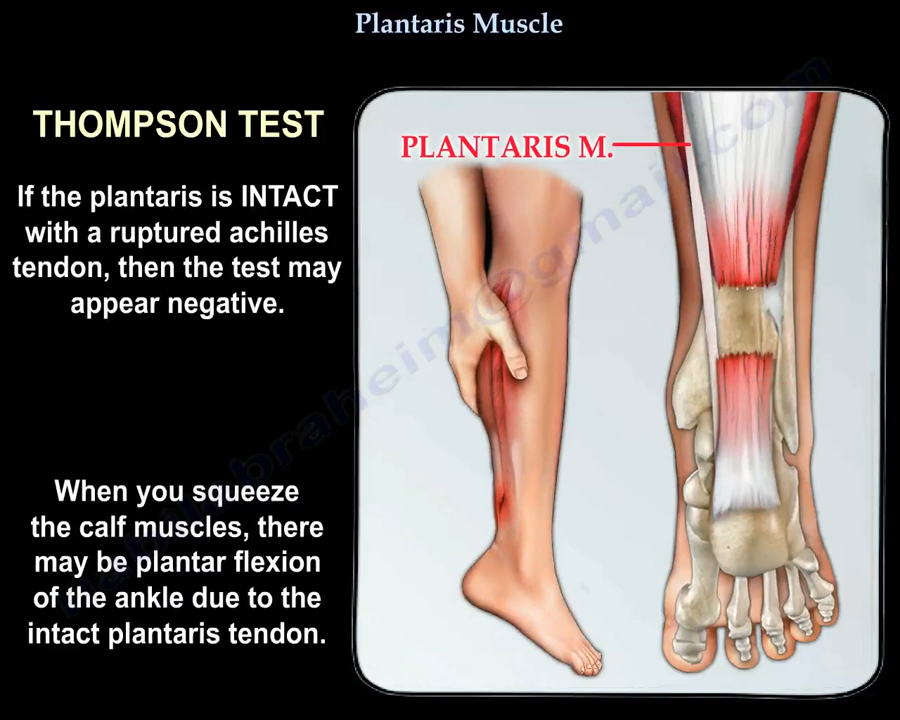 Plantaris Muscle
THOMPSON TEST
If the plantaris is INTACT
with a ruptured achilles
tendon, then the test may
appear negative.
PLANTARIS M.
When you squeeze
the calf muscles, there
may be plantar flexion
of the ankle due to the
intact plantaris tendon.